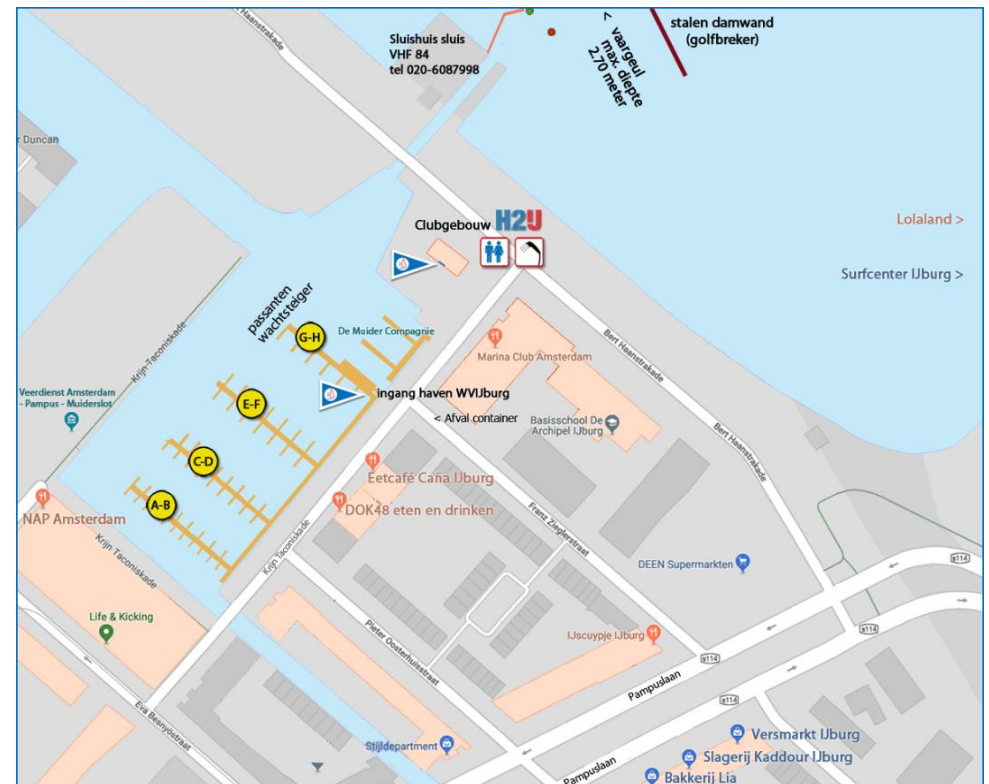 Bert Haanstrakade
Sluishuis sluis
VHF 84
tel 020-6087998
< vaargeul
max. diepte
2.70 meter
stalen damwand
(golfbreker)
Duncan
Lolaland >
Surfcenter IJburg >
Clubgebouw H2U
passanten
wachtsteiger
G-H
De Muider Compagnie
Krijn-Taconiskade
Veerdienst Amsterdam
- Pampus - Muiderslot
E-F
ingang haven WVIJburg
< Afval container
Marina Club Amsterdam
Basisschool De
Archipel IJburg
Bert Haanstrakade
Bert Haanstrakade
C-D
A-B
Eetcafé Caña IJburg
DOK48 eten en drinken
NAP Amsterdam
Krijn Taconiskade
Krijn Taconiskade
Franz Zieglerstraat
DEEN Supermarkten
s114
s114
Life & Kicking
Pieter Oosterhuisstraat
IJscuypje IJburg
s114
Pampuslaan
s114
Eva Besnyöstraat
Stijldepartment
Versmarkt IJburg
Slagerij Kaddour IJburg
Pampuslaan
Bakkerij Lia